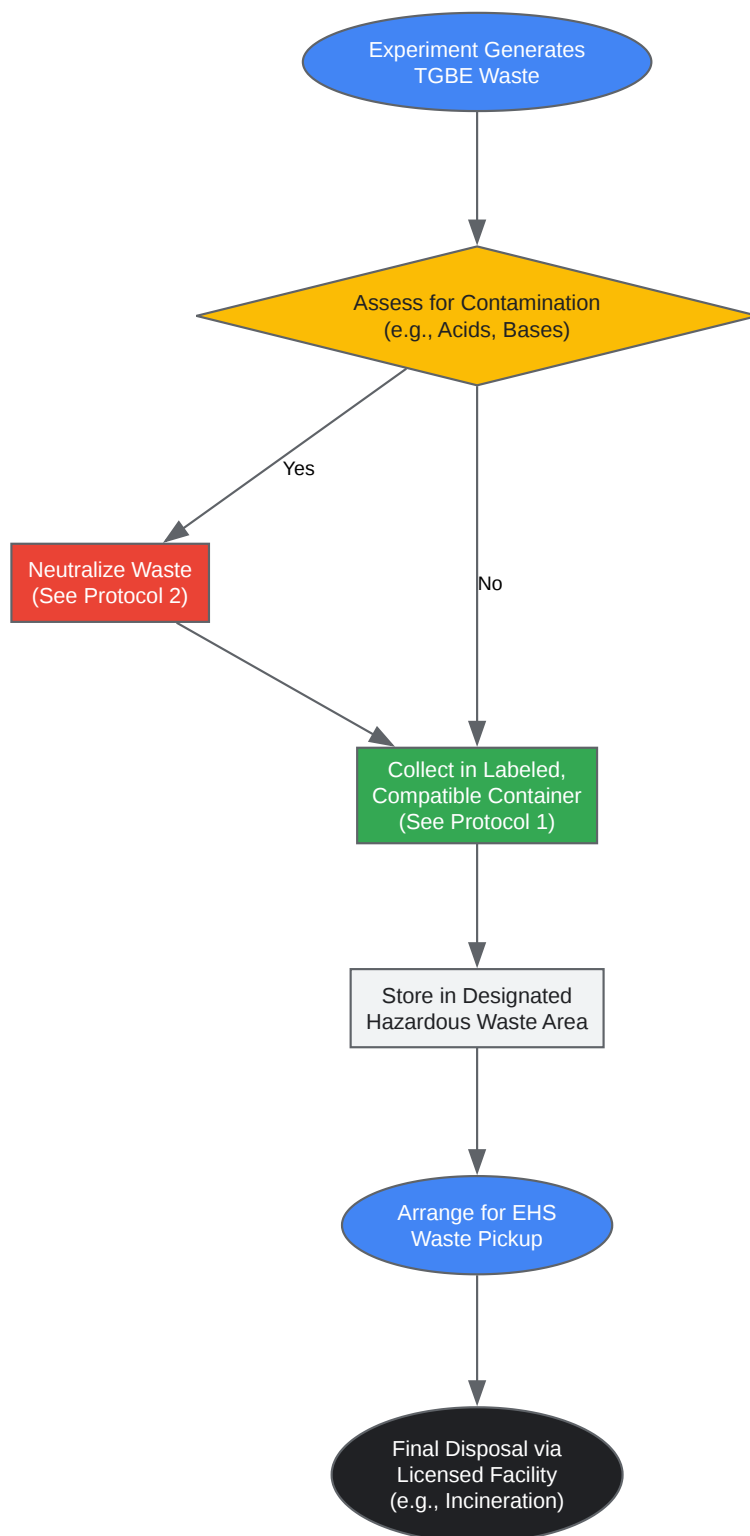 Experiment Generates
TGBE Waste
Assess for Contamination
(e.g., Acids, Bases)
Yes
No
Neutralize Waste
(See Protocol 2)
Collect in Labeled,
Compatible Container
(See Protocol 1)
Store in Designated
Hazardous Waste Area
Arrange for EHS
Waste Pickup
Final Disposal via
Licensed Facility
(e.g., Incineration)